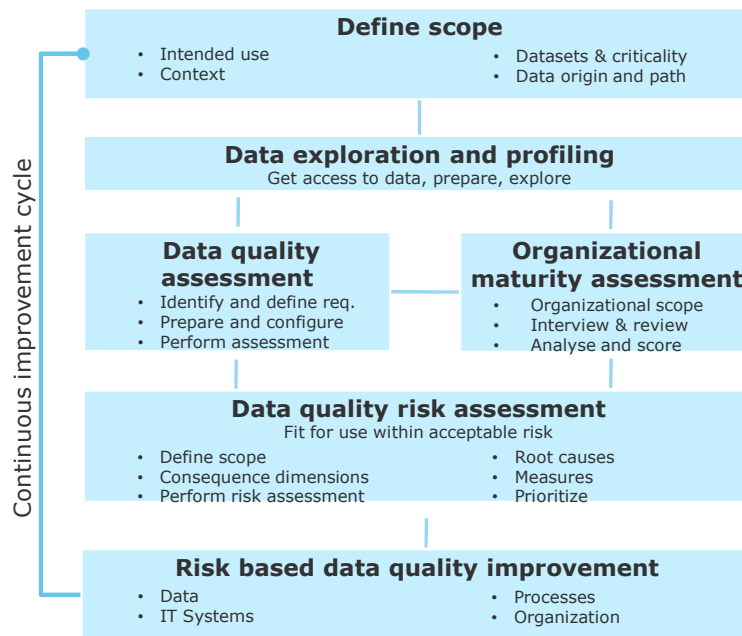 Define scope
• Intended use
• Context
• Datasets & criticality
• Data origin and path
Data exploration and profiling
Get access to data, prepare, explore
Data quality
assessment
• Identify and define req.
• Prepare and configure
• Perform assessment
Organizational
maturity assessment
• Organizational scope
• Interview & review
• Analyse and score
Data quality risk assessment
Fit for use within acceptable risk
• Define scope
• Consequence dimensions
• Perform risk assessment
• Root causes
• Measures
• Prioritize
Risk based data quality improvement
• Data
• IT Systems
• Processes
• Organization
Continuous improvement cycle